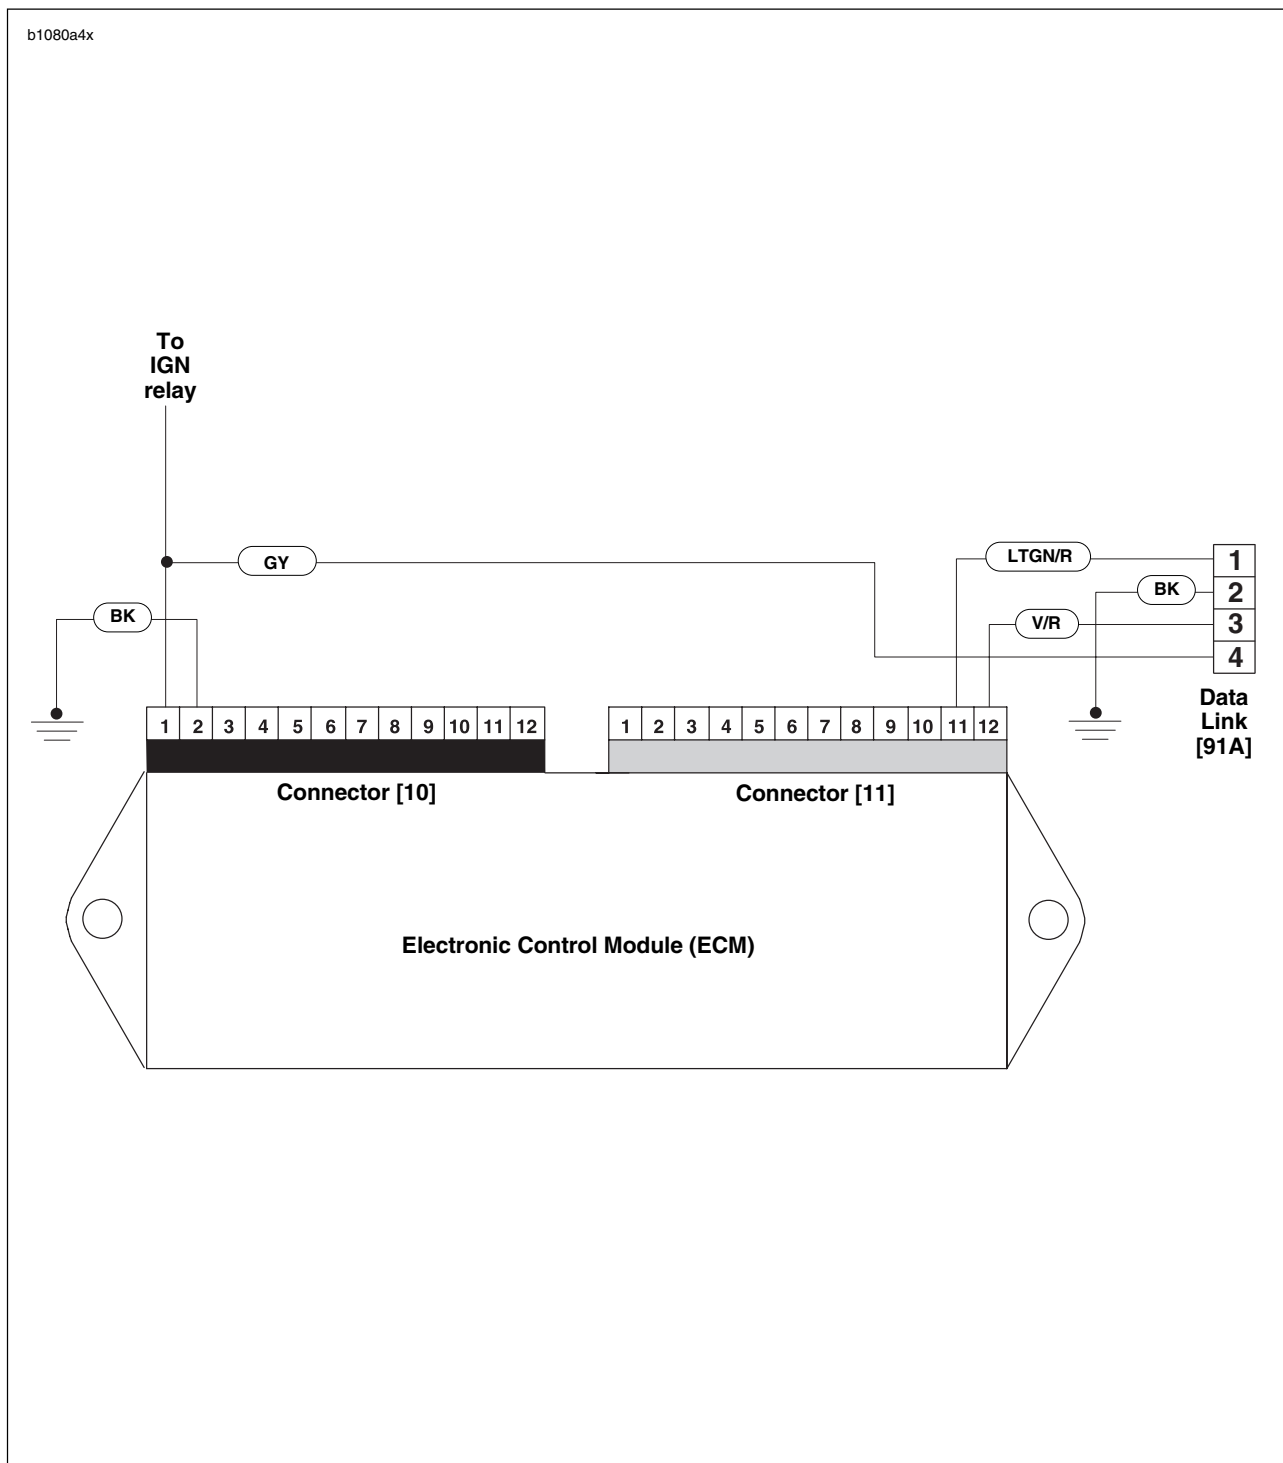 b1080a4x
To
IGN
relay
GY
LTGN/R
1
BK
2
BK
V/R
3
4
Data
Link
[91A]
1 2 3 4 5 6 7 8 9 10 11 12
1 2 3 4 5 6 7 8 9 10 11 12
Connector [10]
Connector [11]
Electronic Control Module (ECM)